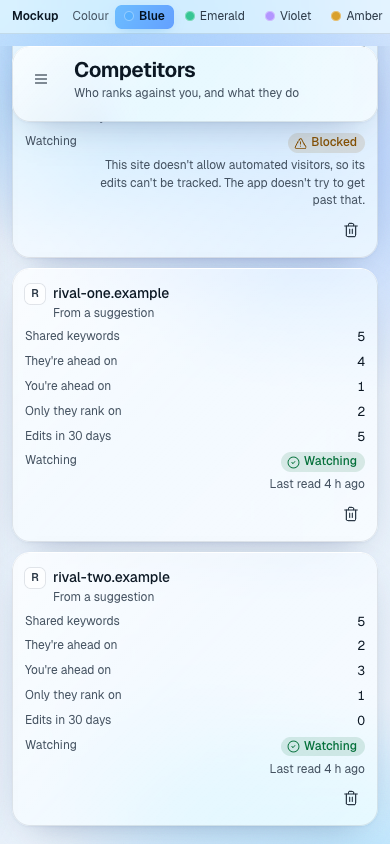 Mockup Colour Blue Emerald Violet Amber
Competitors
Who ranks against you, and what they do
Watching Blocked
This site doesn't allow automated visitors, so its
edits can't be tracked. The app doesn't try to get
past that.
R rival-one.example
From a suggestion
Shared keywords 5
They're ahead on 4
You're ahead on 1
Only they rank on 2
Edits in 30 days 5
Watching Watching
Last read 4 h ago
R rival-two.example
From a suggestion
Shared keywords 5
They're ahead on 2
You're ahead on 3
Only they rank on 1
Edits in 30 days 0
Watching Watching
Last read 4 h ago